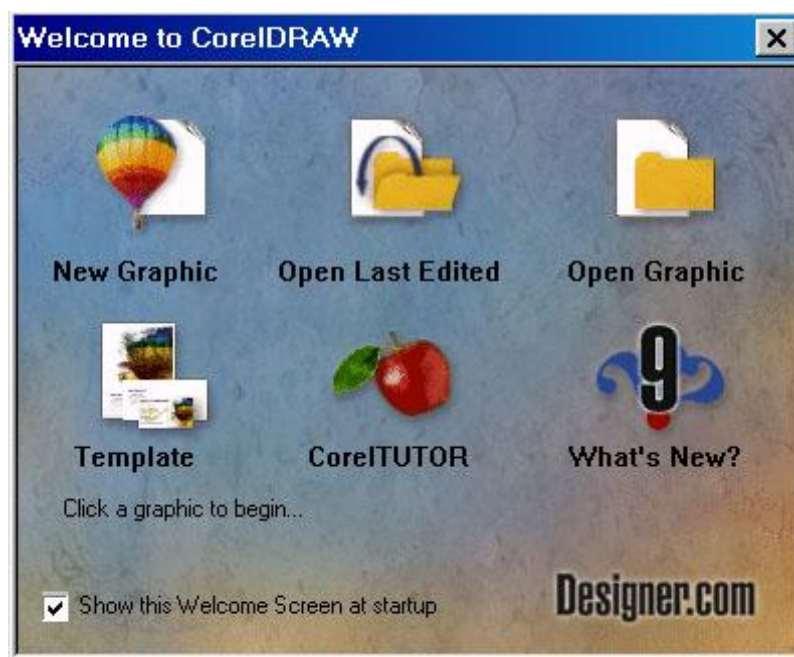 Welcome to CorelDRAW
New Graphic
Open Last Edited
Open Graphic
9
Template
CorelTUTOR
What's New?
Click a graphic to begin...
Show this Welcome Screen at startup
Designer.com